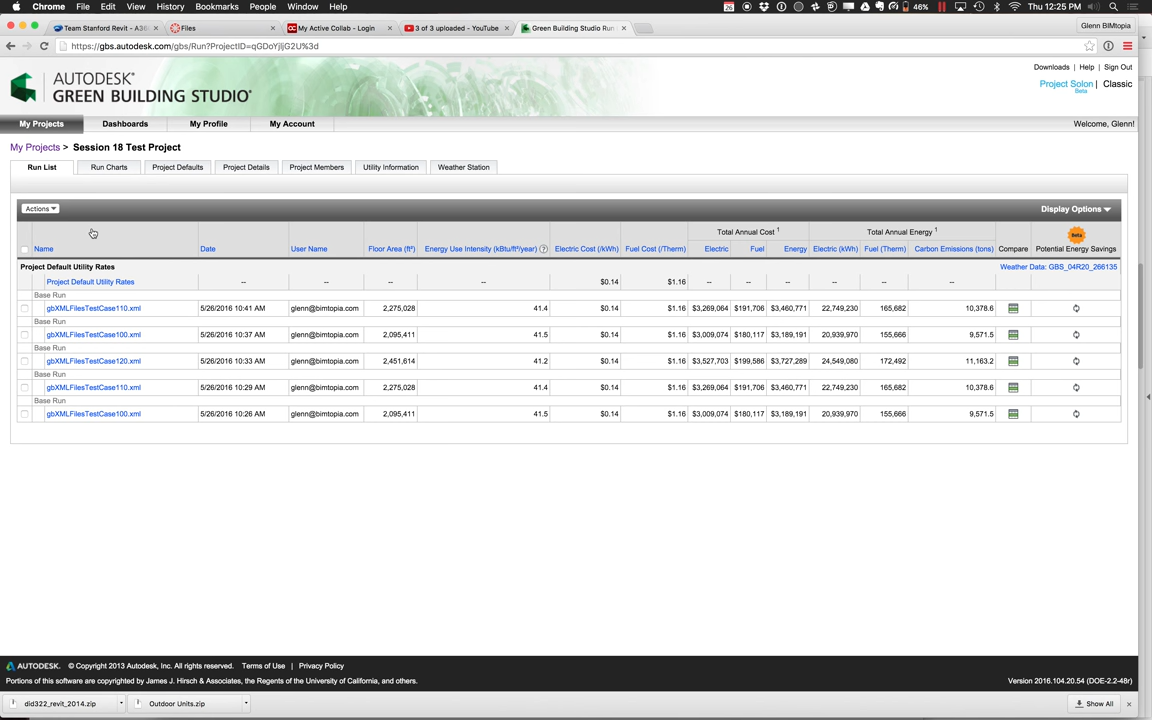 Chrome File Edit View History Bookmarks People Window Help 46% Thu 12:25 PM Glenn BIMtopia
Team Stanford Revit - A36
Files
My Active Collab - Login
3 of 3 uploaded - YouTube
Green Building Studio Run
Glenn BIMtopia
https://gbs.autodesk.com/gbs/Run?ProjectID=qGDoYjljG2U%3d
Downloads | Help | Sign Out
AUTODESK®
GREEN BUILDING STUDIO®
Project Solon | Classic
Beta
My Projects Dashboards My Profile My Account Welcome, Glenn!
My Projects > Session 18 Test Project
Run List Run Charts Project Defaults Project Details Project Members Utility Information Weather Station
Actions Display Options
Total Annual Cost 1 Total Annual Energy 1 Beta
Name Date User Name Floor Area (ft²) Energy Use Intensity (kBtu/ft²/year) ? Electric Cost (/kWh) Fuel Cost (/Therm) Electric Fuel Energy Electric (kWh) Fuel (Therm) Carbon Emissions (tons) Compare Potential Energy Savings
Project Default Utility Rates Weather Data: GBS_04R20_266135
Project Default Utility Rates -- -- -- -- $0.14 $1.16 -- -- -- -- -- --
Base Run
gbXMLFilesTestCase110.xml 5/26/2016 10:41 AM glenn@bimtopia.com 2,275,028 41.4 $0.14 $1.16 $3,269,064 $191,706 $3,460,771 22,749,230 165,682 10,378.6
Base Run
gbXMLFilesTestCase100.xml 5/26/2016 10:37 AM glenn@bimtopia.com 2,095,411 41.5 $0.14 $1.16 $3,009,074 $180,117 $3,189,191 20,939,970 155,666 9,571.5
Base Run
gbXMLFilesTestCase120.xml 5/26/2016 10:33 AM glenn@bimtopia.com 2,451,614 41.2 $0.14 $1.16 $3,527,703 $199,586 $3,727,289 24,549,080 172,492 11,163.2
Base Run
gbXMLFilesTestCase110.xml 5/26/2016 10:29 AM glenn@bimtopia.com 2,275,028 41.4 $0.14 $1.16 $3,269,064 $191,706 $3,460,771 22,749,230 165,682 10,378.6
Base Run
gbXMLFilesTestCase100.xml 5/26/2016 10:26 AM glenn@bimtopia.com 2,095,411 41.5 $0.14 $1.16 $3,009,074 $180,117 $3,189,191 20,939,970 155,666 9,571.5
AUTODESK. © Copyright 2013 Autodesk, Inc. All rights reserved. Terms of Use | Privacy Policy
Portions of this software are copyrighted by James J. Hirsch & Associates, the Regents of the University of California, and others. Version 2016.104.20.54 (DOE-2.2-48r)
did322_revit_2014.zip Outdoor Units.zip Show All